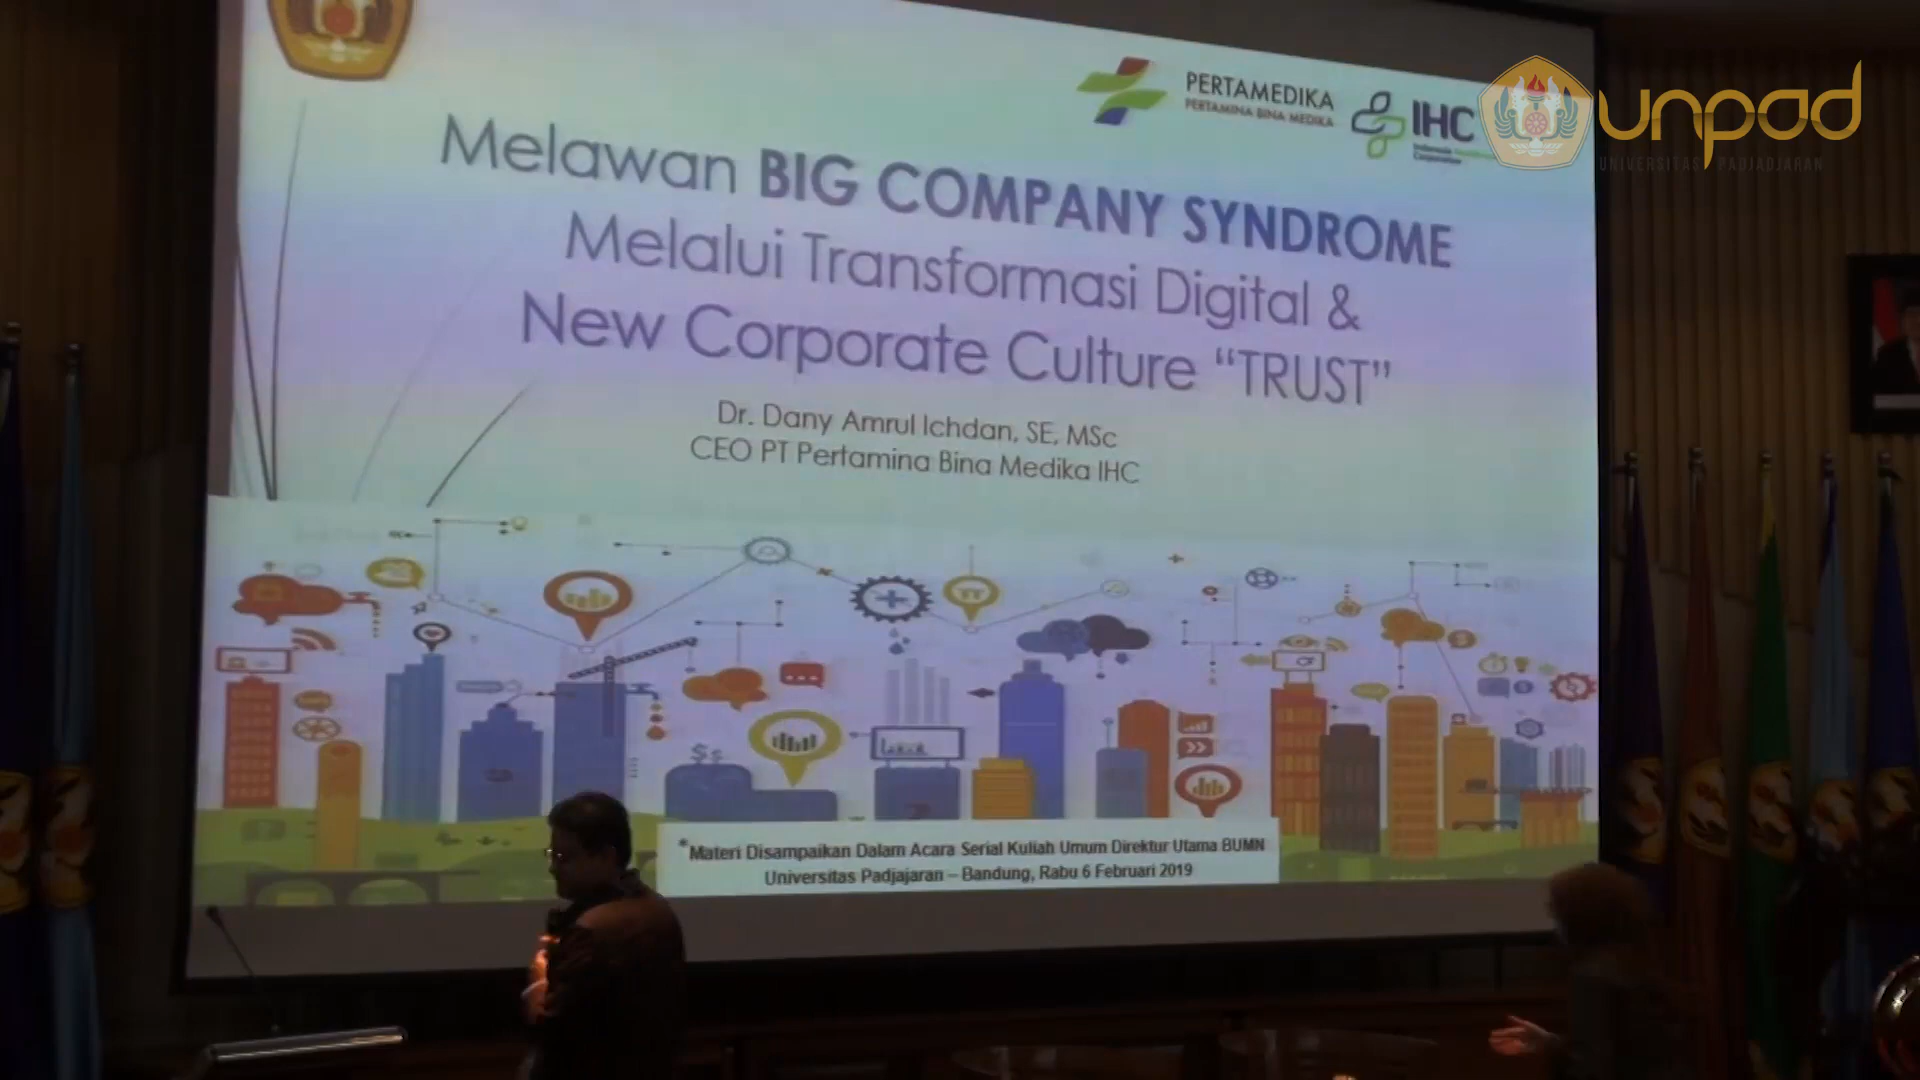 PERTAMEDIKA
PERTAMINA BINA MEDIKA
IHC
unpad
UNIVERSITAS PADJADJARAN
Melawan BIG COMPANY SYNDROME
Melalui Transformasi Digital &
New Corporate Culture “TRUST”
Dr. Dany Amrul Ichdan, SE, MSc
CEO PT Pertamina Bina Medika IHC
*Materi Disampaikan Dalam Acara Serial Kuliah Umum Direktur Utama BUMN
Universitas Padjajaran – Bandung, Rabu 6 Februari 2019